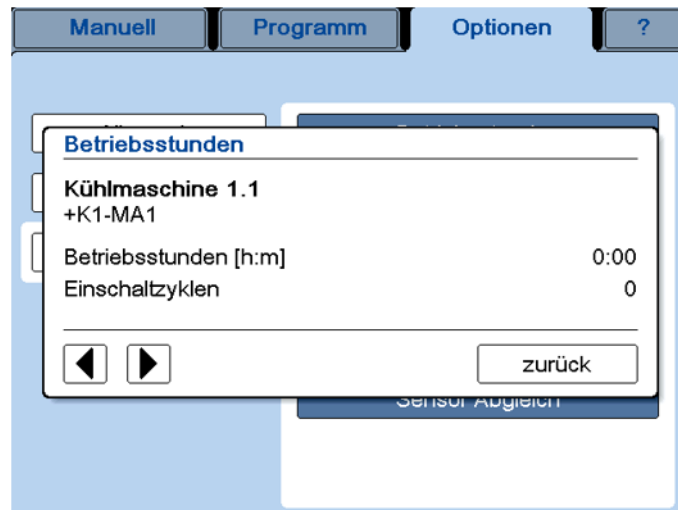 Manuell Programm Optionen ?
Betriebsstunden
Kühlmaschine 1.1
+K1-MA1
Betriebsstunden [h:m] 0:00
Einschaltzyklen 0
zurück
Sensor Abgleich